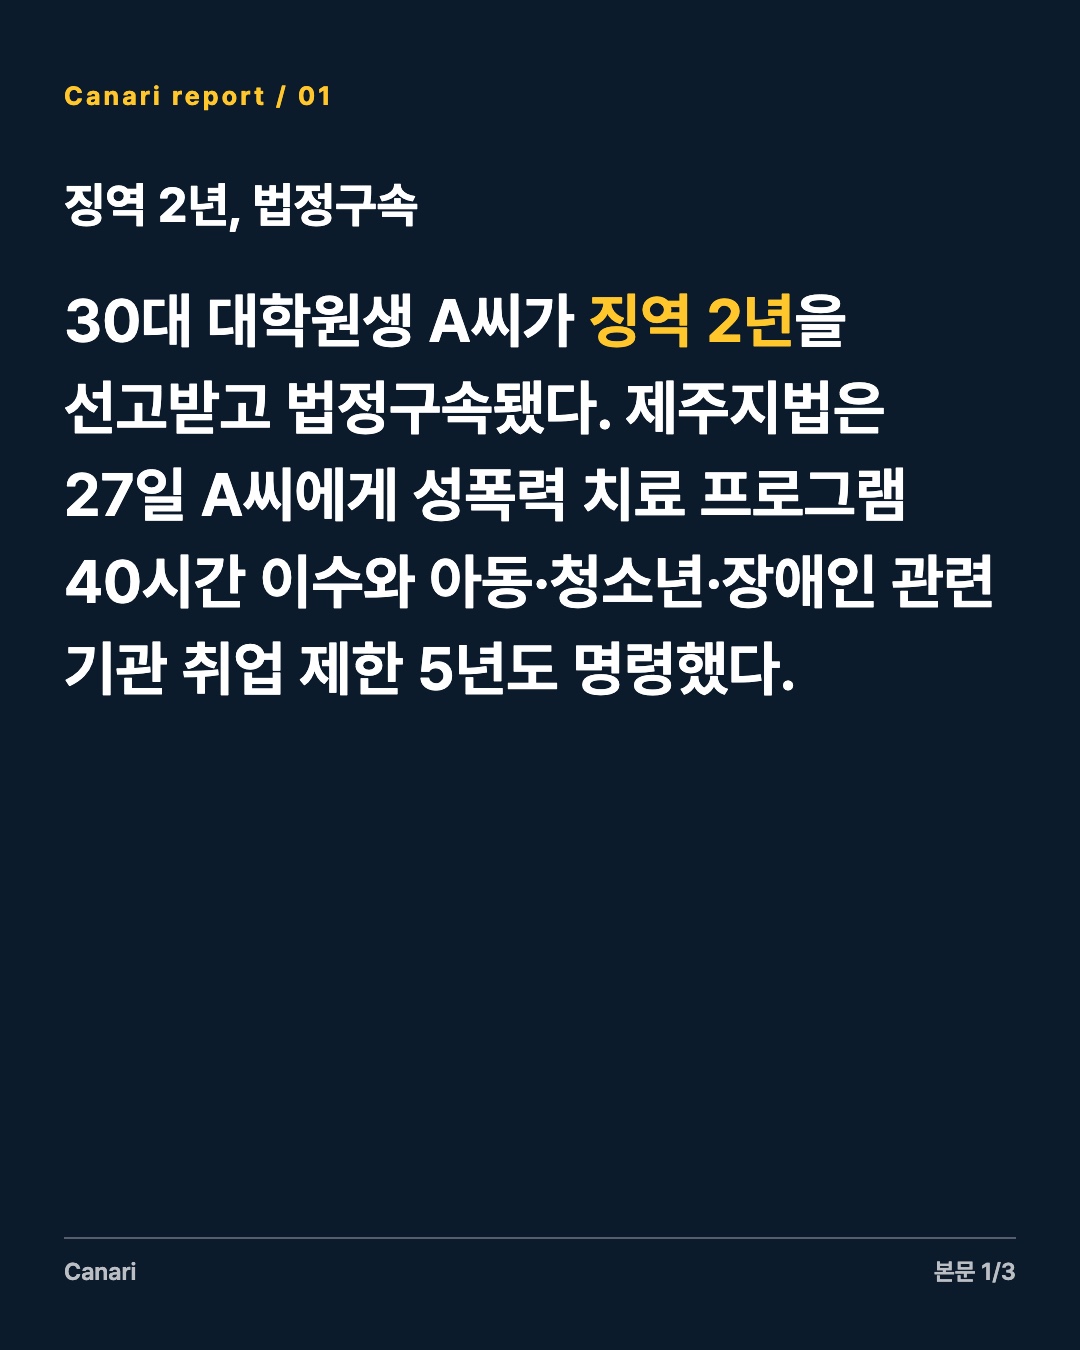 Canari report / 01
징역 2년, 법정구속
30대 대학원생 A씨가 징역 2년을
선고받고 법정구속됐다. 제주지법은
27일 A씨에게 성폭력 치료 프로그램
40시간 이수와 아동·청소년·장애인 관련
기관 취업 제한 5년도 명령했다.
Canari
본문 1/3